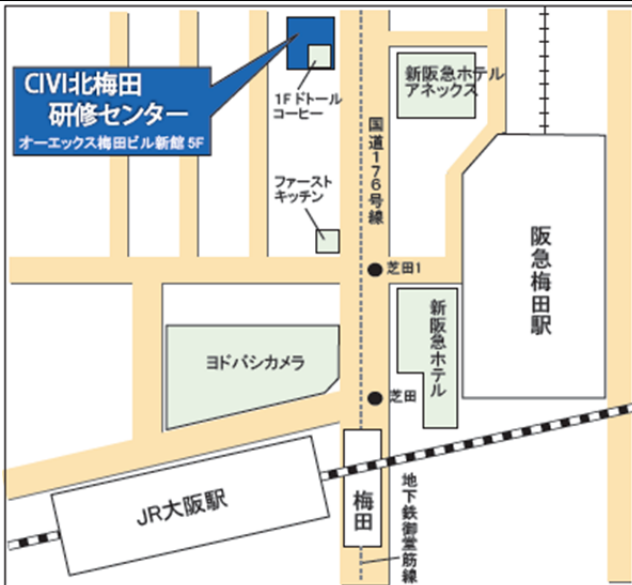 CIVI北梅田
研修センター
オーエックス梅田ビル新館 5F
1F ドトール
コーヒー
新阪急ホテル
アネックス
国道176号線
ファースト
キッチン
芝田1
阪急梅田駅
ヨドバシカメラ
新阪急ホテル
芝田
JR大阪駅
梅田
地下鉄御堂筋線